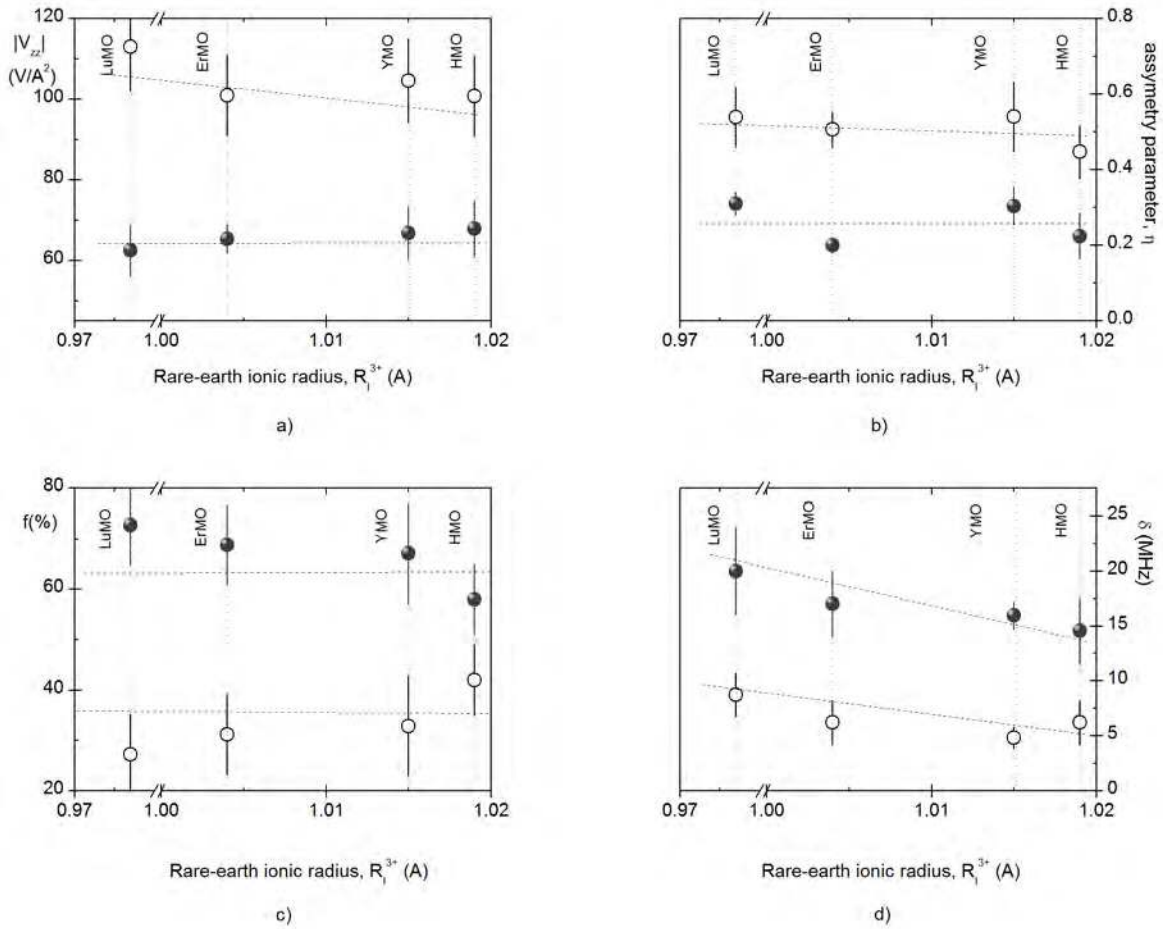 120
|V_zz|
(V/A²)
100
80
60
LuMO
ErMO
YMO
HMO
0.97
1.00
1.01
1.02
Rare-earth ionic radius, R_I^3+ (A)
a)
LuMO
ErMO
YMO
HMO
0.8
0.6
0.4
0.2
0.0
assymetry parameter, η
0.97
1.00
1.01
1.02
Rare-earth ionic radius, R_I^3+ (A)
b)
80
f(%)
60
40
20
LuMO
ErMO
YMO
HMO
0.97
1.00
1.01
1.02
Rare-earth ionic radius, R_I^3+ (A)
c)
LuMO
ErMO
YMO
HMO
25
20
15
10
5
0
δ (MHz)
0.97
1.00
1.01
1.02
Rare-earth ionic radius, R_I^3+ (A)
d)